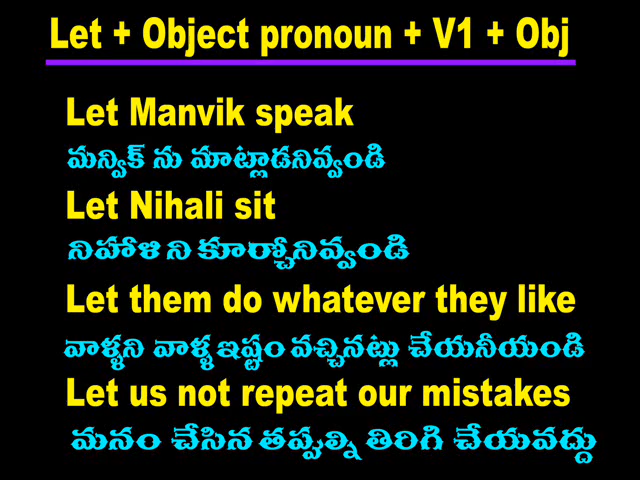 Let + Object pronoun + V1 + Obj
Let Manvik speak
మన్విక్ ను మాట్లాడనివ్వండి
Let Nihali sit
నిహాళి ని కూర్చోనివ్వండి
Let them do whatever they like
వాళ్ళని వాళ్ళ ఇష్టం వచ్చినట్లు చేయనీయండి
Let us not repeat our mistakes
మనం చేసిన తప్పుల్ని తిరిగి చేయవద్దు